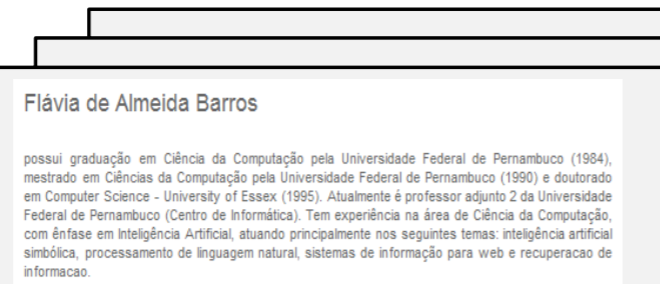 Flávia de Almeida Barros
possui graduação em Ciência da Computação pela Universidade Federal de Pernambuco (1984),
mestrado em Ciências da Computação pela Universidade Federal de Pernambuco (1990) e doutorado
em Computer Science - University of Essex (1995). Atualmente é professor adjunto 2 da Universidade
Federal de Pernambuco (Centro de Informática). Tem experiência na área de Ciência da Computação,
com ênfase em Inteligência Artificial, atuando principalmente nos seguintes temas: inteligência artificial
simbólica, processamento de linguagem natural, sistemas de informação para web e recuperacao de
informacao.